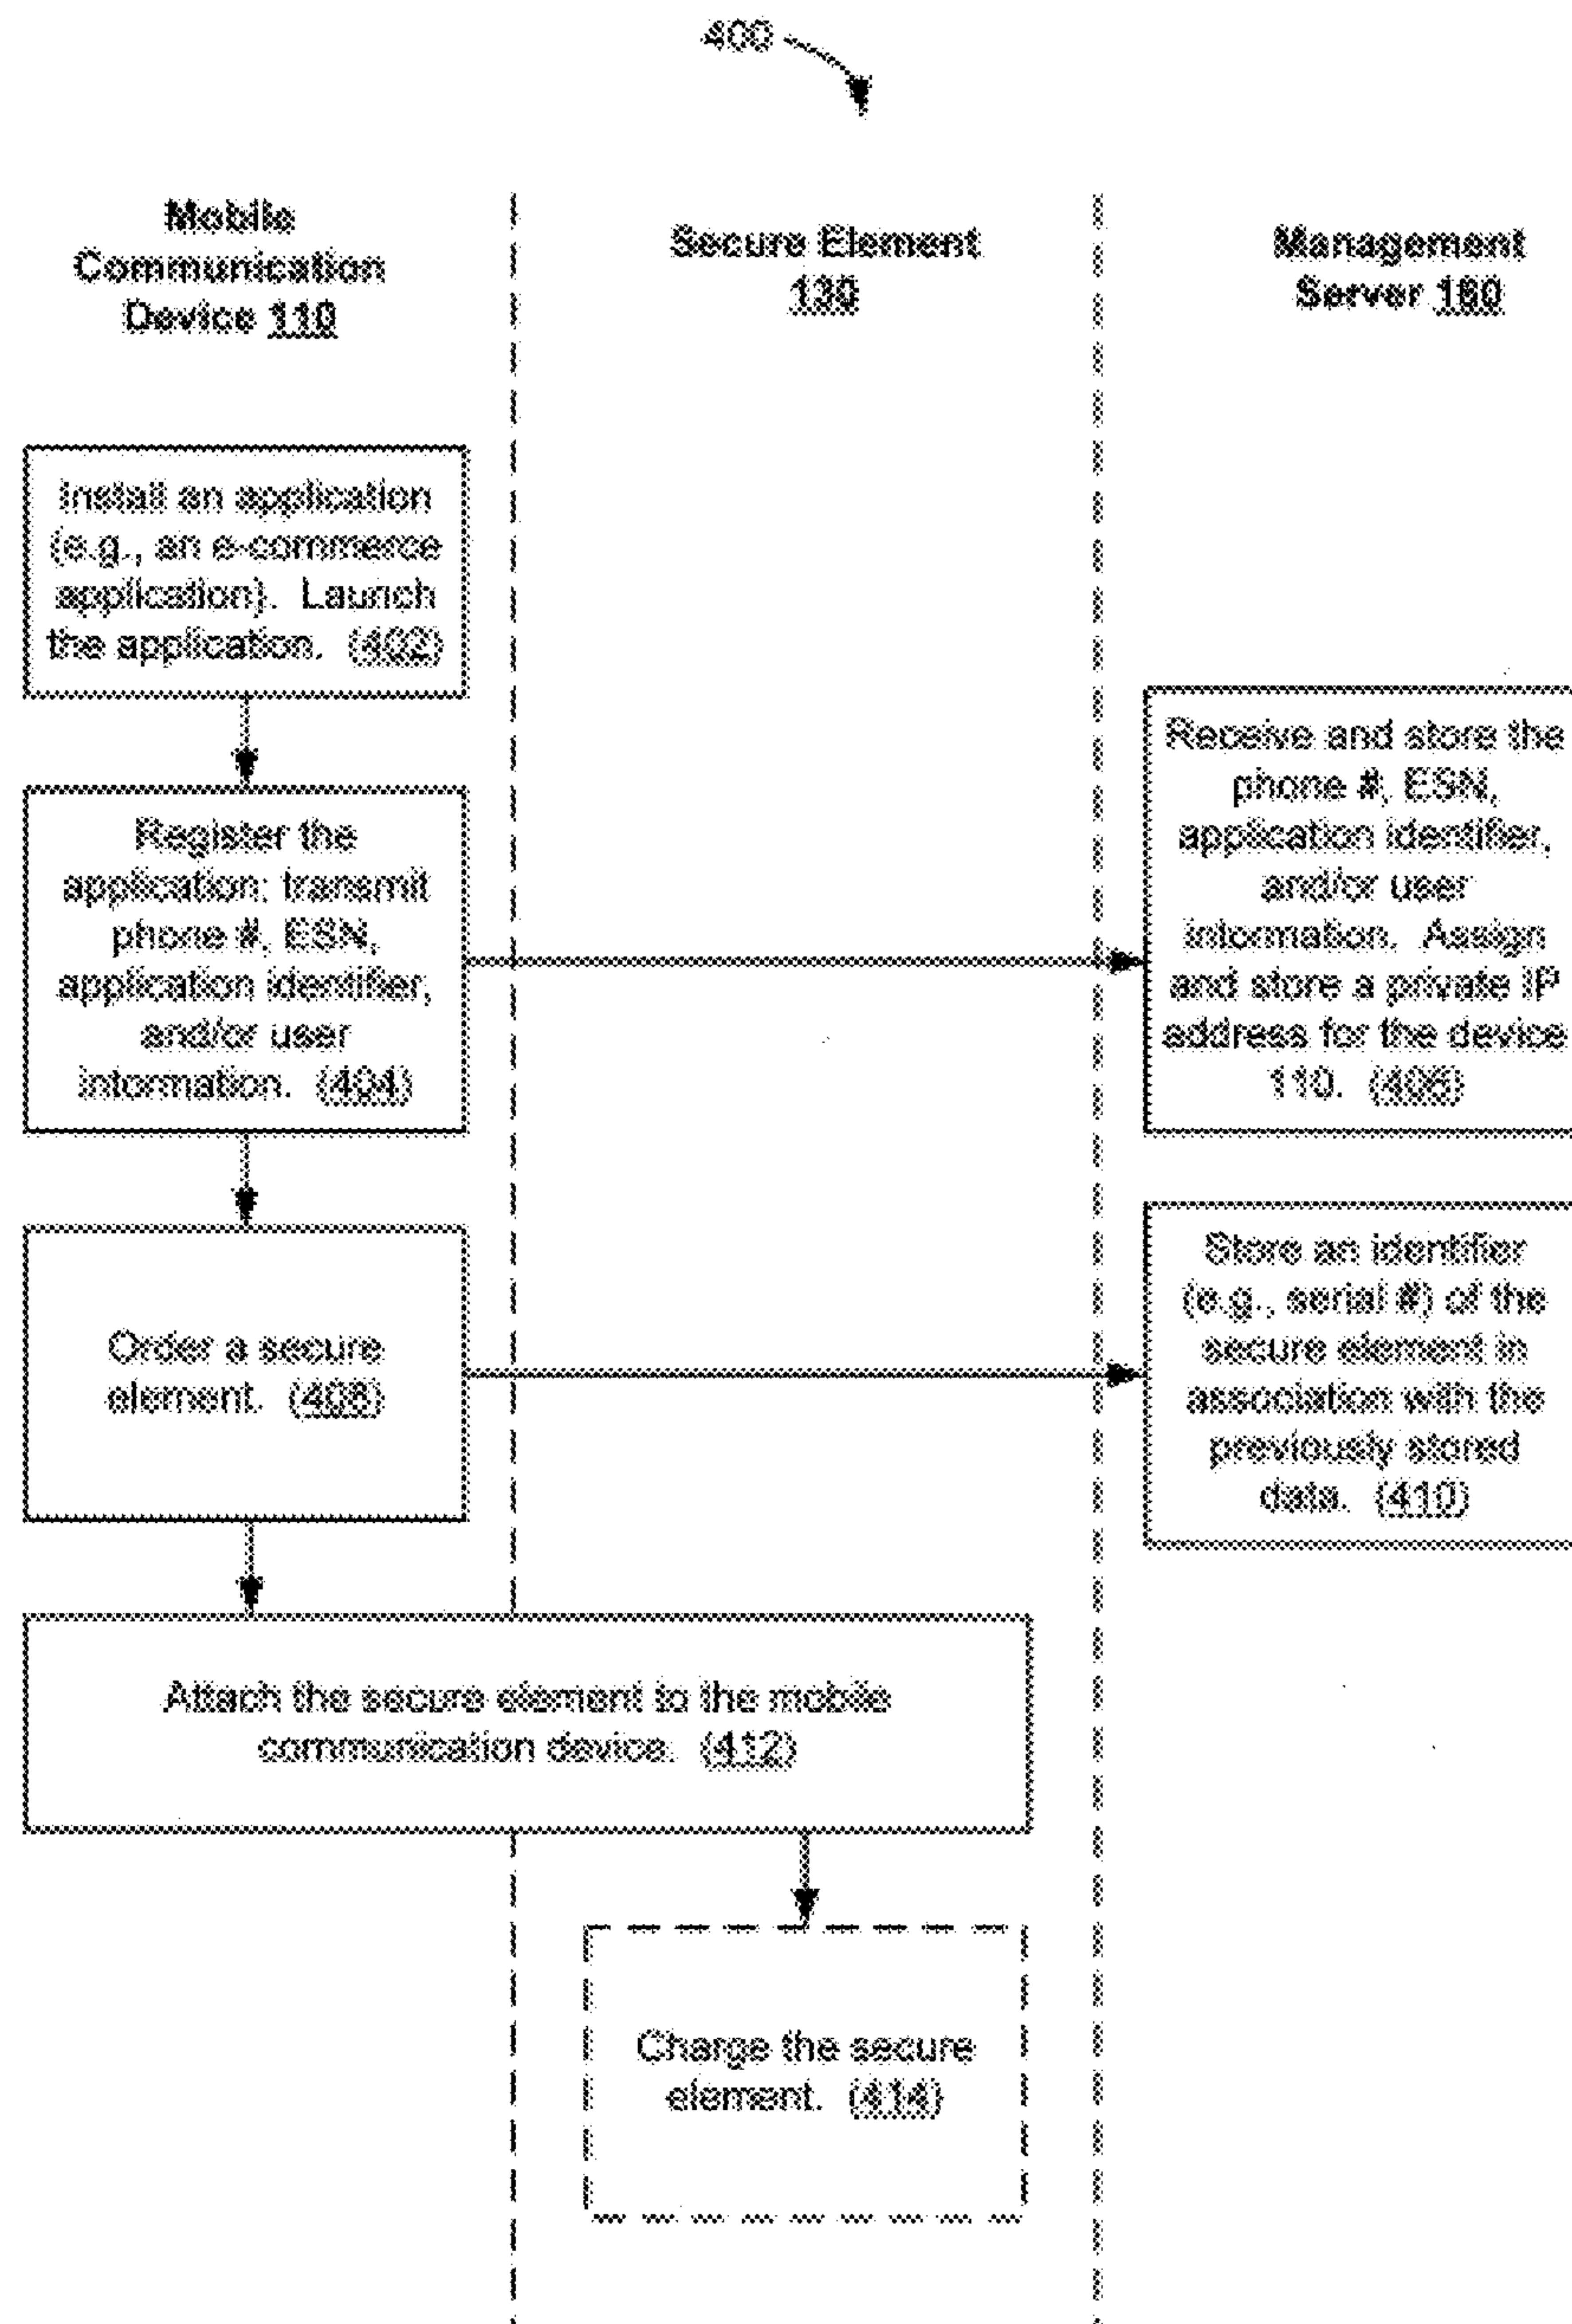 400
Mobile
Communication
Device 110
Secure Element
130
Management
Server 160
Install an application
(e.g., an e-commerce
application). Launch
the application. (402)
Register the
application; transmit
phone #, ESN,
application identifier,
and/or user
information. (404)
Receive and store the
phone #, ESN,
application identifier,
and/or user
information. Assign
and store a private IP
address for the device
110. (406)
Order a secure
element. (408)
Store an identifier
(e.g., serial #) of the
secure element in
association with the
previously stored
data. (410)
Attach the secure element to the mobile
communication device. (412)
Charge the secure
element. (414)